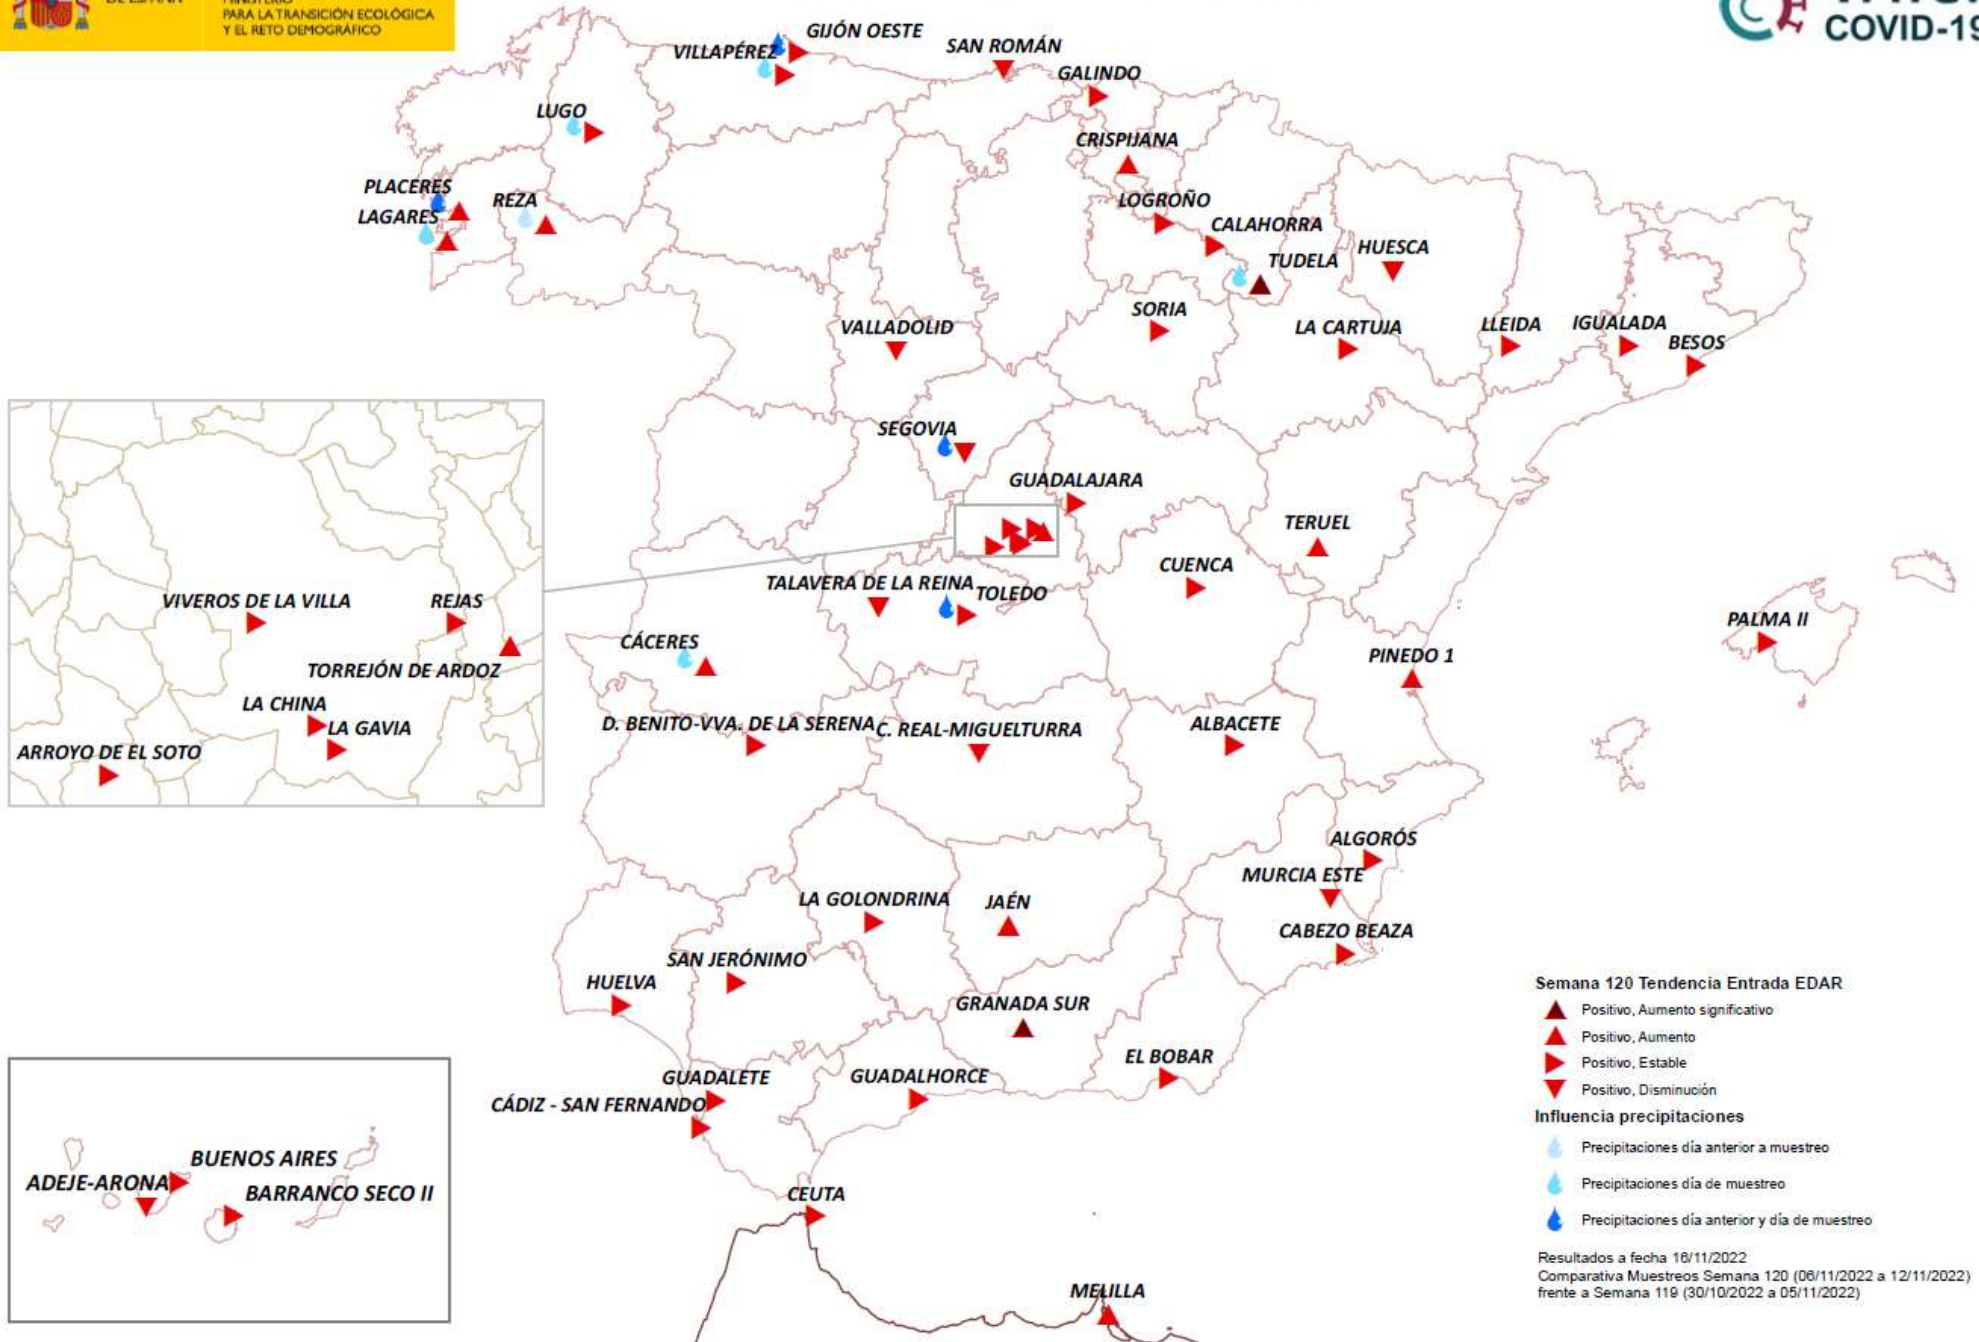 PARA LA TRANSICIÓN ECOLÓGICA
Y EL RETO DEMOGRÁFICO
COVID-19
GIJÓN OESTE
VILLAPÉREZ
SAN ROMÁN
GALINDO
LUGO
CRISPIJANA
PLACERES
REZA
LAGARES
LOGROÑO
CALAHORRA
TUDELA
HUESCA
SORIA
VALLADOLID
LA CARTUJA
LLEIDA
IGUALADA
BESOS
SEGOVIA
GUADALAJARA
TERUEL
CUENCA
TALAVERA DE LA REINA
TOLEDO
VIVEROS DE LA VILLA
REJAS
TORREJÓN DE ARDOZ
LA CHINA
LA GAVIA
ARROYO DE EL SOTO
CÁCERES
PALMA II
PINEDO 1
D. BENITO-VVA. DE LA SERENA
C. REAL-MIGUELTURRA
ALBACETE
ALGORÓS
MURCIA ESTE
LA GOLONDRINA
JAÉN
CABEZO BEAZA
SAN JERÓNIMO
HUELVA
GRANADA SUR
EL BOBAR
GUADALETE
GUADALHORCE
CÁDIZ - SAN FERNANDO
BUENOS AIRES
ADEJE-ARONA
BARRANCO SECO II
CEUTA
MELILLA
Semana 120 Tendencia Entrada EDAR
Positivo, Aumento significativo
Positivo, Aumento
Positivo, Estable
Positivo, Disminución
Influencia precipitaciones
Precipitaciones día anterior a muestreo
Precipitaciones día de muestreo
Precipitaciones día anterior y día de muestreo
Resultados a fecha 16/11/2022
Comparativa Muestreos Semana 120 (06/11/2022 a 12/11/2022)
frente a Semana 119 (30/10/2022 a 05/11/2022)